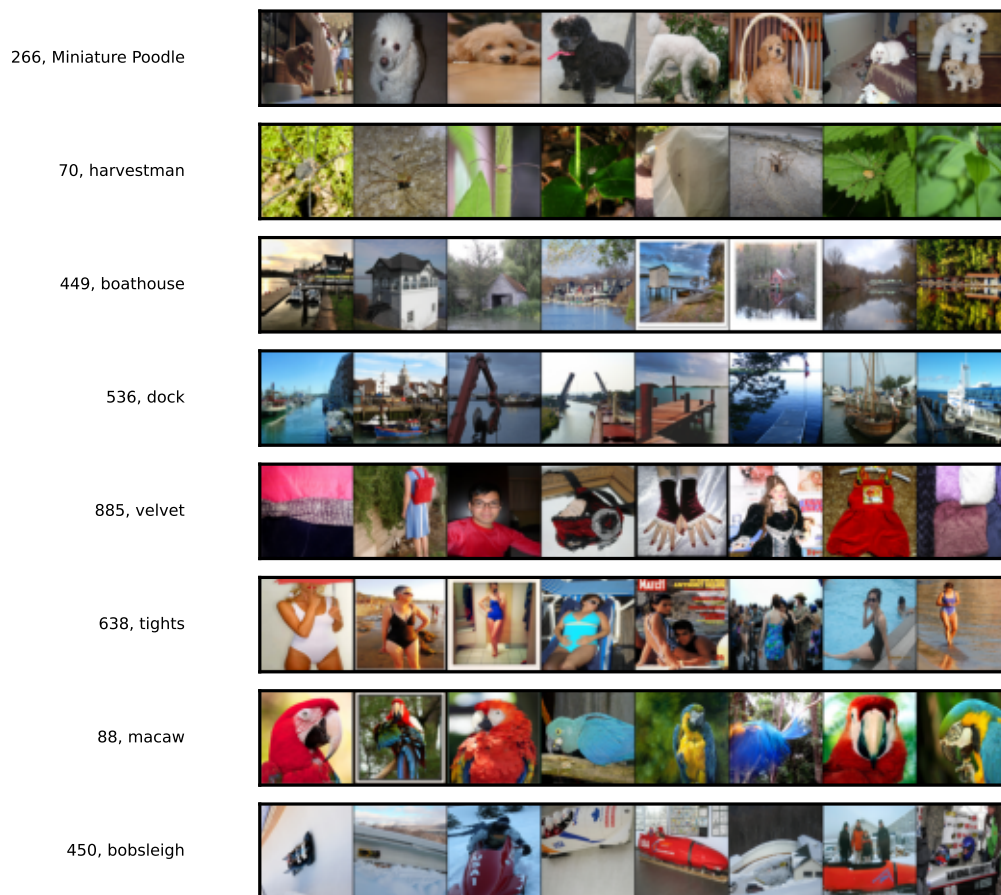 266, Miniature Poodle
70, harvestman
449, boathouse
536, dock
885, velvet
638, tights
88, macaw
450, bobsleigh